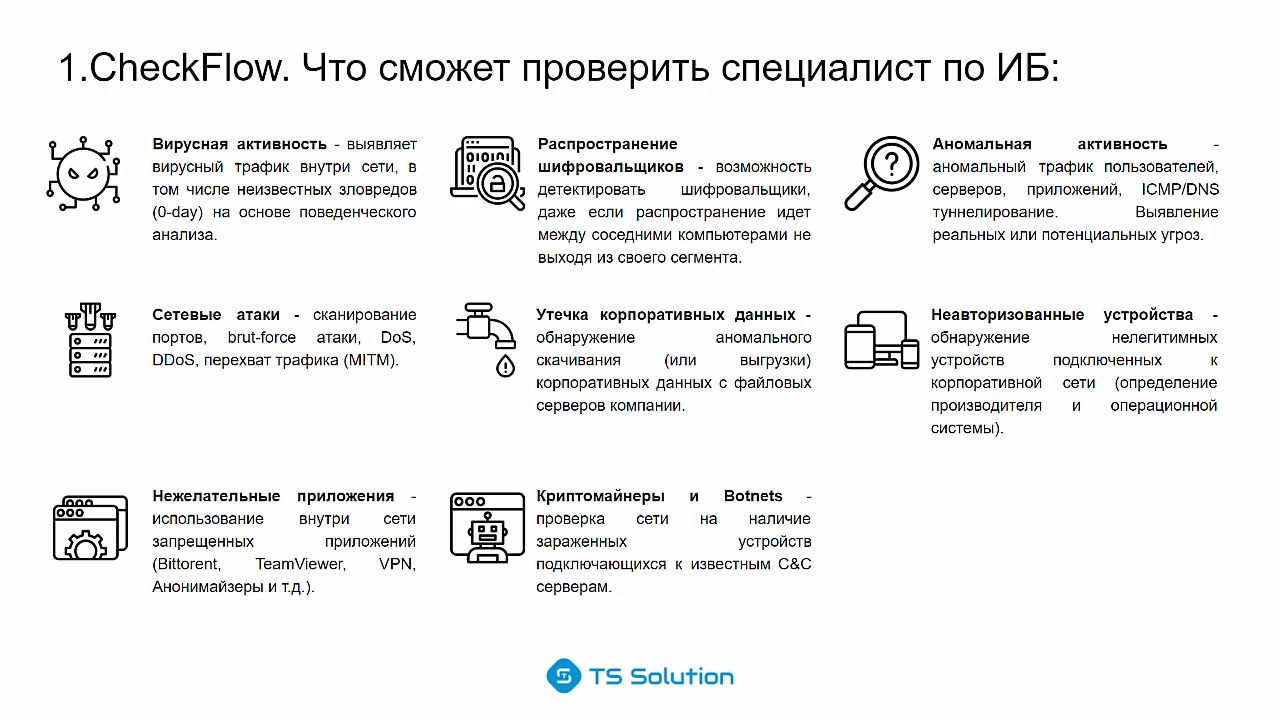 1.CheckFlow. Что сможет проверить специалист по ИБ:
Вирусная активность - выявляет
вирусный трафик внутри сети, в
том числе неизвестных зловредов
(0-day) на основе поведенческого
анализа.
Распространение
шифровальщиков - возможность
детектировать шифровальщики,
даже если распространение идет
между соседними компьютерами не
выходя из своего сегмента.
Аномальная активность -
аномальный трафик пользователей,
серверов, приложений, ICMP/DNS
туннелирование. Выявление
реальных или потенциальных угроз.
Сетевые атаки - сканирование
портов, brut-force атаки, DoS,
DDoS, перехват трафика (MITM).
Утечка корпоративных данных -
обнаружение аномального
скачивания (или выгрузки)
корпоративных данных с файловых
серверов компании.
Неавторизованные устройства -
обнаружение нелегитимных
устройств подключенных к
корпоративной сети (определение
производителя и операционной
системы).
Нежелательные приложения -
использование внутри сети
запрещенных приложений
(Bittorent, TeamViewer, VPN,
Анонимайзеры и т.д.).
Криптомайнеры и Botnets -
проверка сети на наличие
зараженных устройств
подключающихся к известным C&C
серверам.
TS Solution